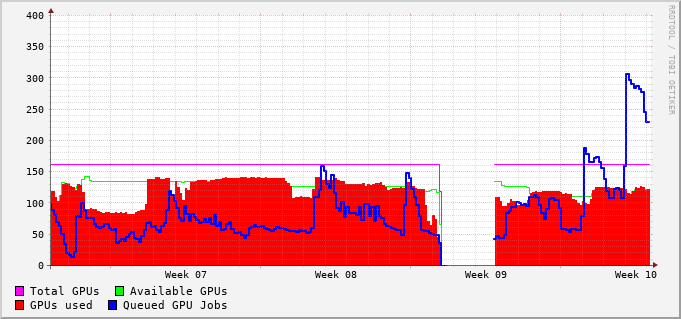 400
350
300
250
200
150
100
50
0
Week 07 Week 08 Week 09 Week 10
Total GPUs Available GPUs
GPUs used Queued GPU Jobs
RRDTOOL / TOBI OETIKER